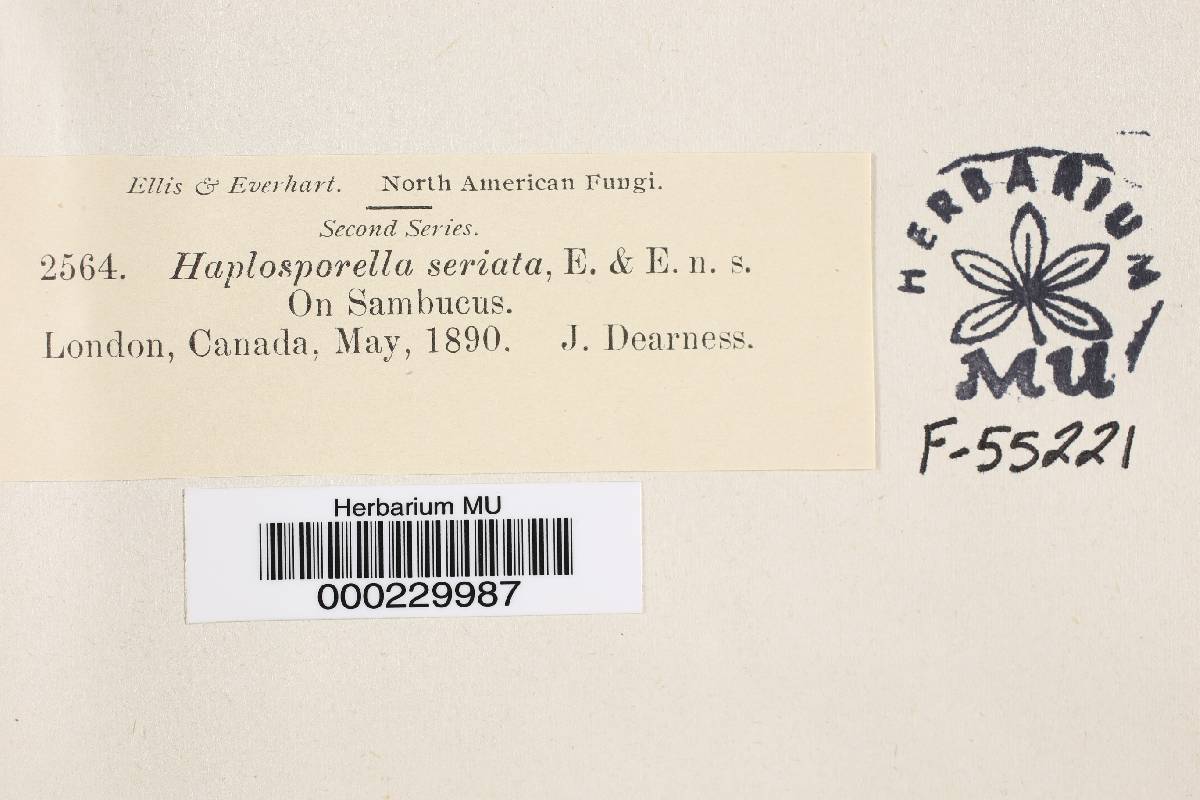 Ellis & Everhart. North American Fungi.
Second Series.
2564. Haplosporella seriata, E. & E. n. s.
On Sambucus.
London, Canada, May, 1890. J. Dearness.
HERBARIUM
MU
F-55221
Herbarium MU
000229987